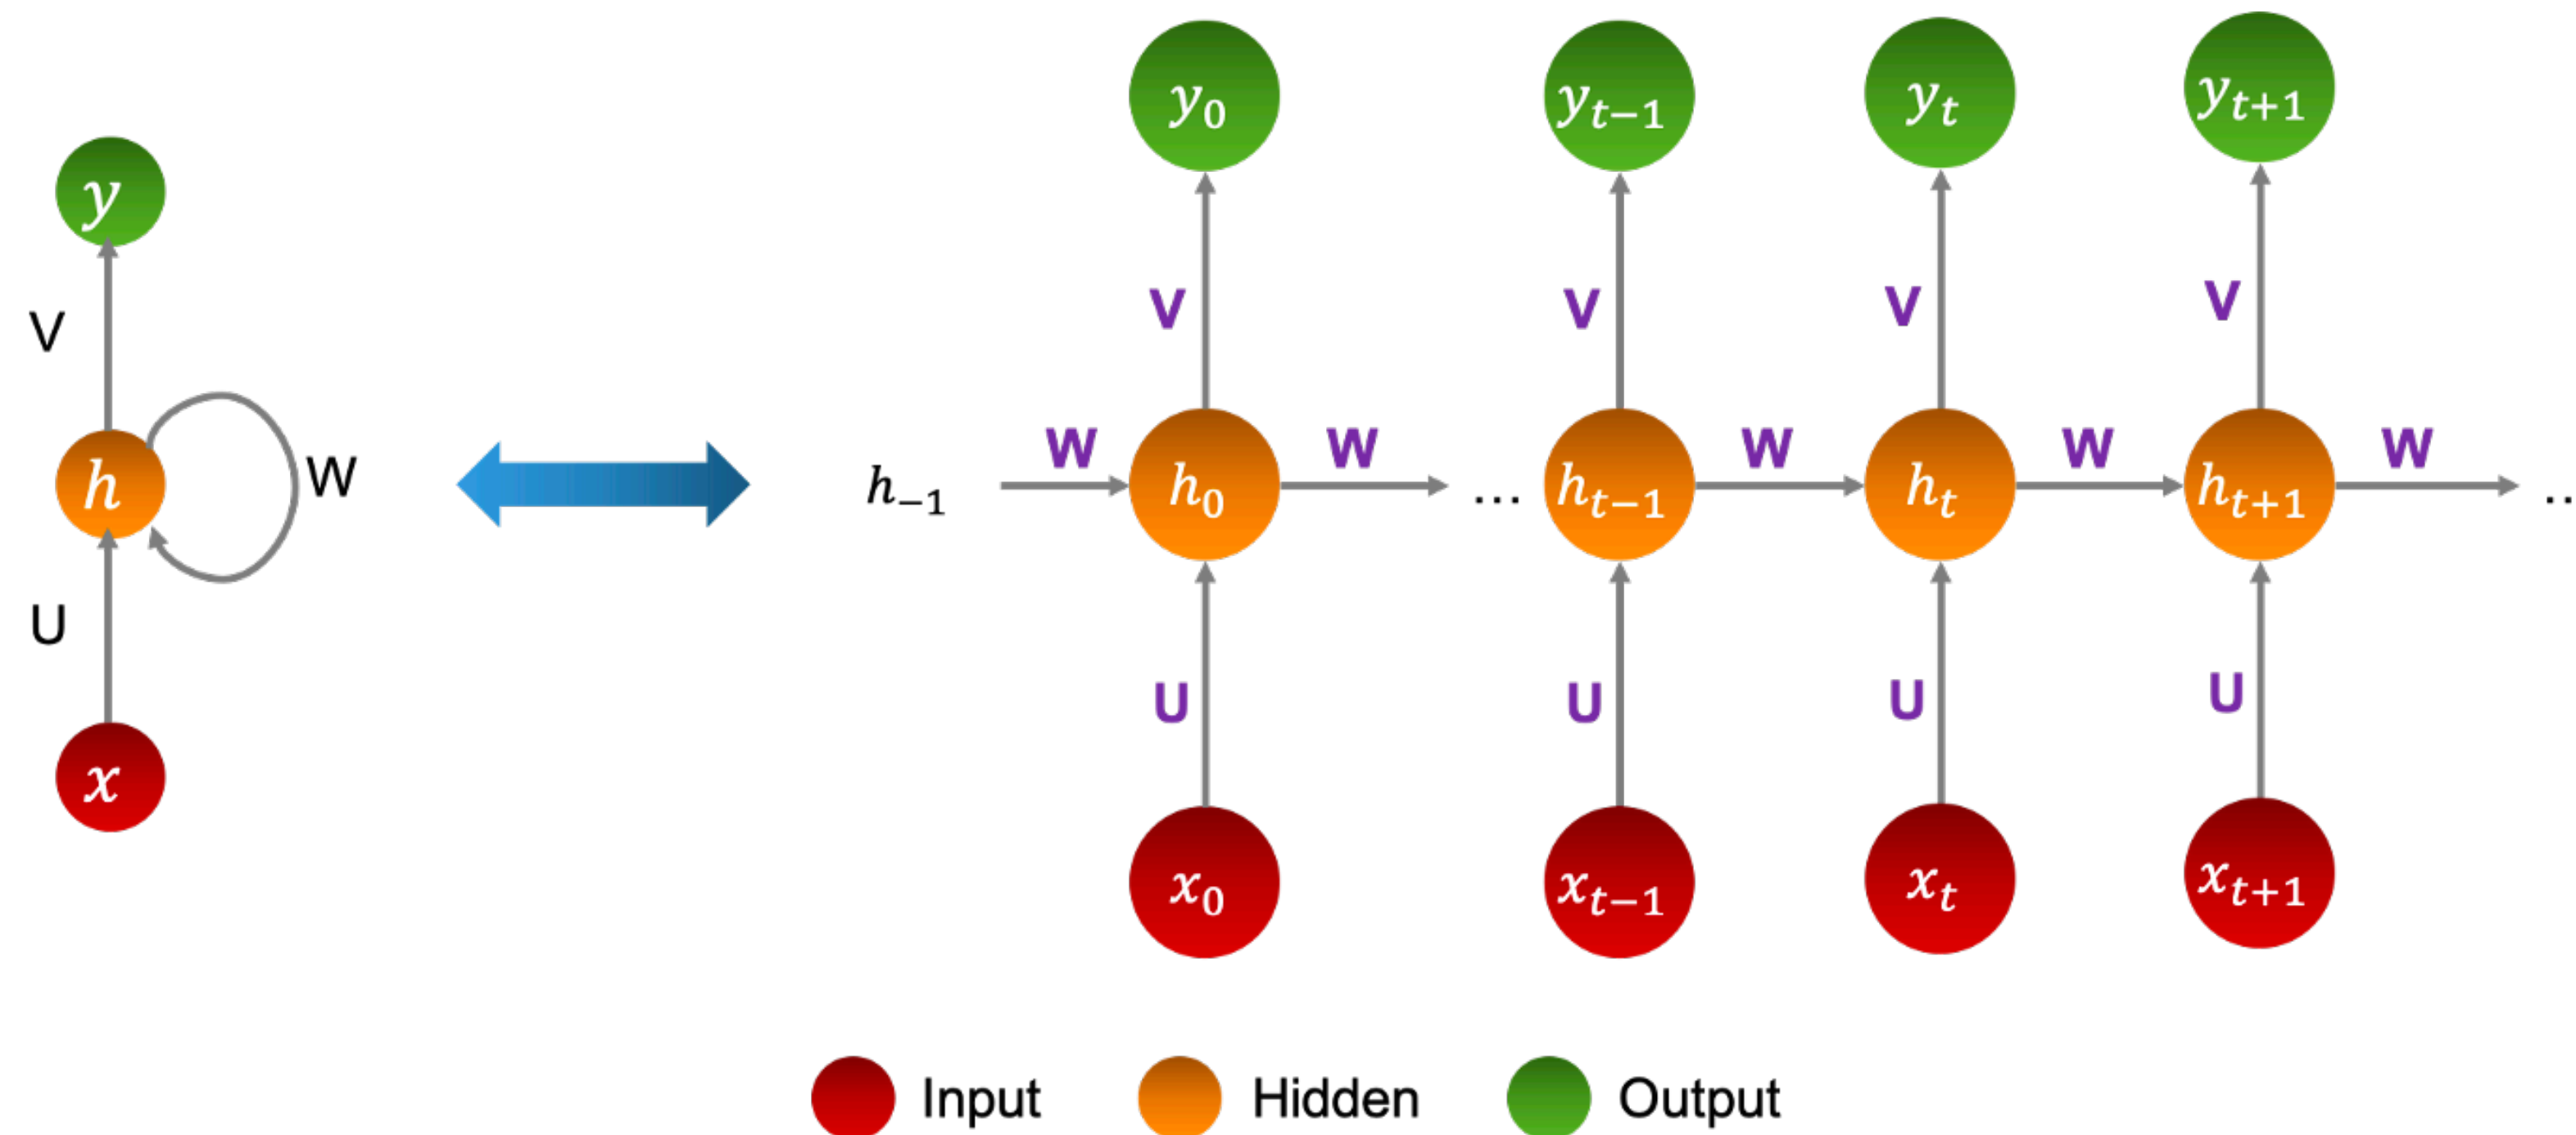 y₀ yₜ₋₁ yₜ yₜ₊₁
y
V V V V V
h W h₋₁ W h₀ W ... hₜ₋₁ W hₜ W hₜ₊₁ W ..
U U U U U
x
x₀ xₜ₋₁ xₜ xₜ₊₁
Input Hidden Output